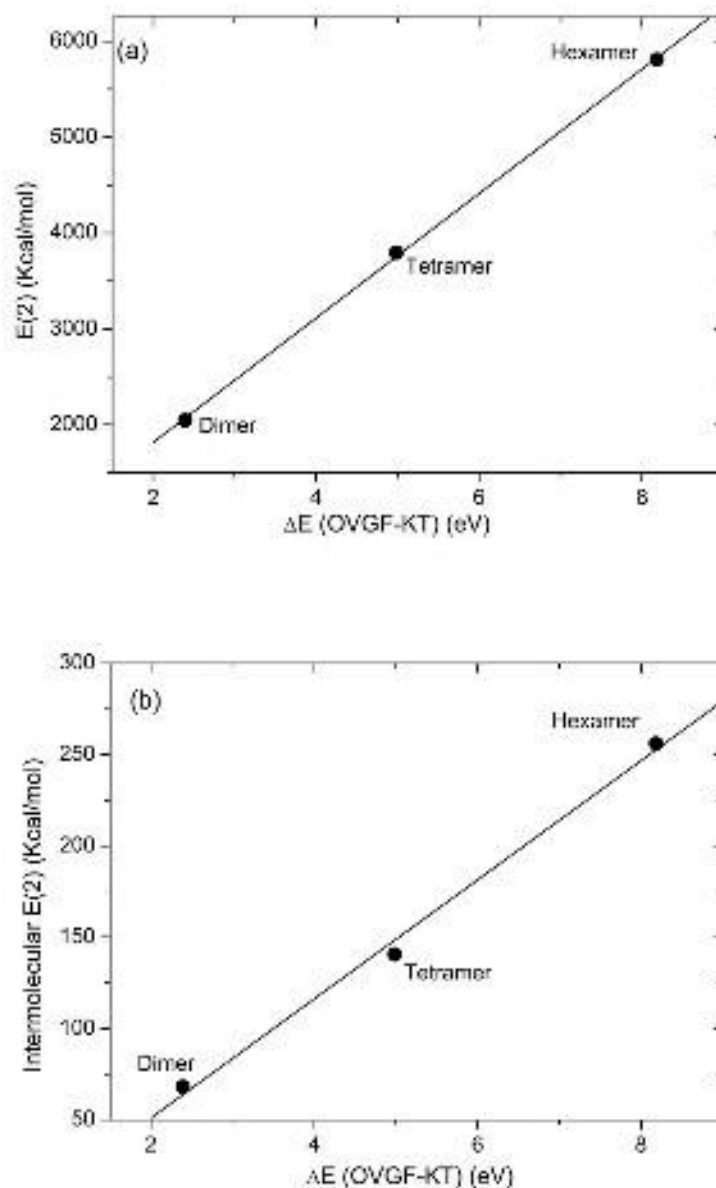 (a)
Hexamer
Tetramer
Dimer
6000
5000
4000
3000
2000
E(2) (Kcal/mol)
2 4 6 8
ΔE (OVGF-KT) (eV)
(b)
Hexamer
Tetramer
Dimer
300
250
200
150
100
50
Intermolecular E(2) (Kcal/mol)
2 4 6 8
ΔE (OVGF-KT) (eV)